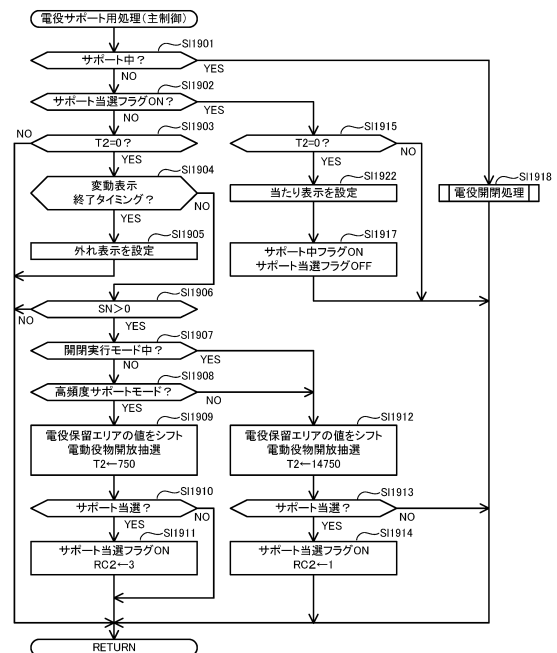 電役サポート用処理(主制御)
SI1901
サポート中?
NO
YES
SI1902
サポート当選フラグON?
NO
YES
SI1903
NO
T2=0?
YES
SI1915
T2=0?
NO
YES
SI1904
変動表示
終了タイミング?
NO
YES
SI1922
当たり表示を設定
SI1918
電役開閉処理
SI1905
外れ表示を設定
SI1917
サポート中フラグON
サポート当選フラグOFF
SI1906
SN>0
NO
YES
SI1907
開閉実行モード中?
YES
NO
SI1908
高頻度サポートモード?
NO
YES
SI1909
電役保留エリアの値をシフト
電動役物開放抽選
T2←750
SI1912
電役保留エリアの値をシフト
電動役物開放抽選
T2←14750
SI1910
サポート当選?
NO
YES
SI1913
サポート当選?
NO
YES
SI1911
サポート当選フラグON
RC2←3
SI1914
サポート当選フラグON
RC2←1
RETURN